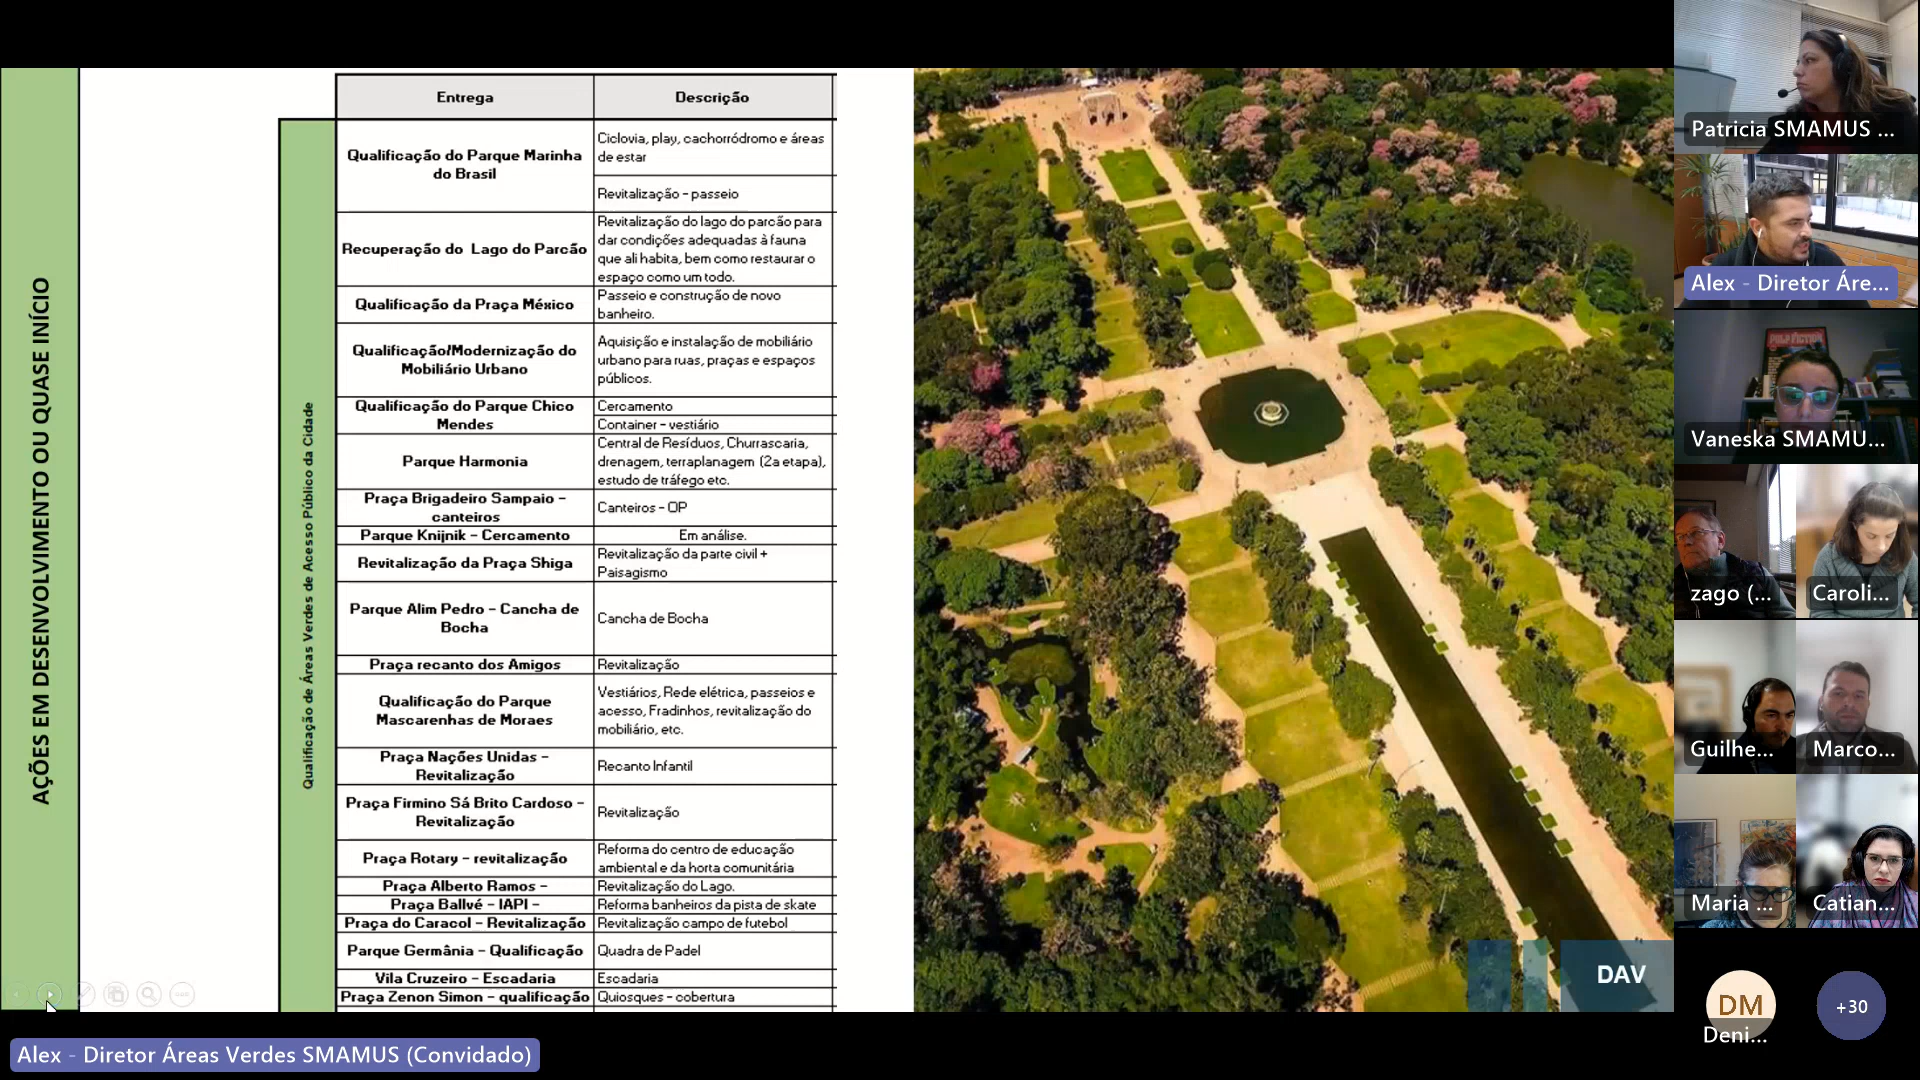 AÇÕES EM DESENVOLVIMENTO OU QUASE INÍCIO
Qualificação de Áreas Verdes de Acesso Público da Cidade
Entrega
Descrição
Qualificação do Parque Marinha
do Brasil
Ciclovia, play, cachorródromo e áreas
de estar
Revitalização - passeio
Recuperação do Lago do Parcão
Revitalização do lago do parcão para
dar condições adequadas à fauna
que ali habita, bem como restaurar o
espaço como um todo.
Qualificação da Praça México
Passeio e construção de novo
banheiro.
Qualificação/Modernização do
Mobiliário Urbano
Aquisição e instalação de mobiliário
urbano para ruas, praças e espaços
públicos.
Qualificação do Parque Chico
Mendes
Cercamento
Container - vestiário
Parque Harmonia
Central de Resíduos, Churrascaria,
drenagem, terraplanagem (2a etapa),
estudo de tráfego etc.
Praça Brigadeiro Sampaio -
canteiros
Canteiros - OP
Parque Knijnik - Cercamento
Em análise.
Revitalização da Praça Shiga
Revitalização da parte civil +
Paisagismo
Parque Alim Pedro - Cancha de
Bocha
Cancha de Bocha
Praça recanto dos Amigos
Revitalização
Qualificação do Parque
Mascarenhas de Moraes
Vestiários, Rede elétrica, passeios e
acesso, Fradinhos, revitalização do
mobiliário, etc.
Praça Nações Unidas -
Revitalização
Recanto Infantil
Praça Firmino Sá Brito Cardoso -
Revitalização
Revitalização
Praça Rotary - revitalização
Reforma do centro de educação
ambiental e da horta comunitária
Praça Alberto Ramos -
Revitalização do Lago.
Praça Ballvé - IAPI -
Reforma banheiros da pista de skate
Praça do Caracol - Revitalização
Revitalização campo de futebol
Parque Germânia - Qualificação
Quadra de Padel
Vila Cruzeiro - Escadaria
Escadaria
Praça Zenon Simon - qualificação
Quiosques - cobertura
DAV
Patricia SMAMUS ...
Alex - Diretor Áre...
PULP FICTION
Vaneska SMAMU...
zago (...
Caroli...
Guilhe...
Marco...
Maria ...
Catian...
DM
Deni...
+30
Alex - Diretor Áreas Verdes SMAMUS (Convidado)